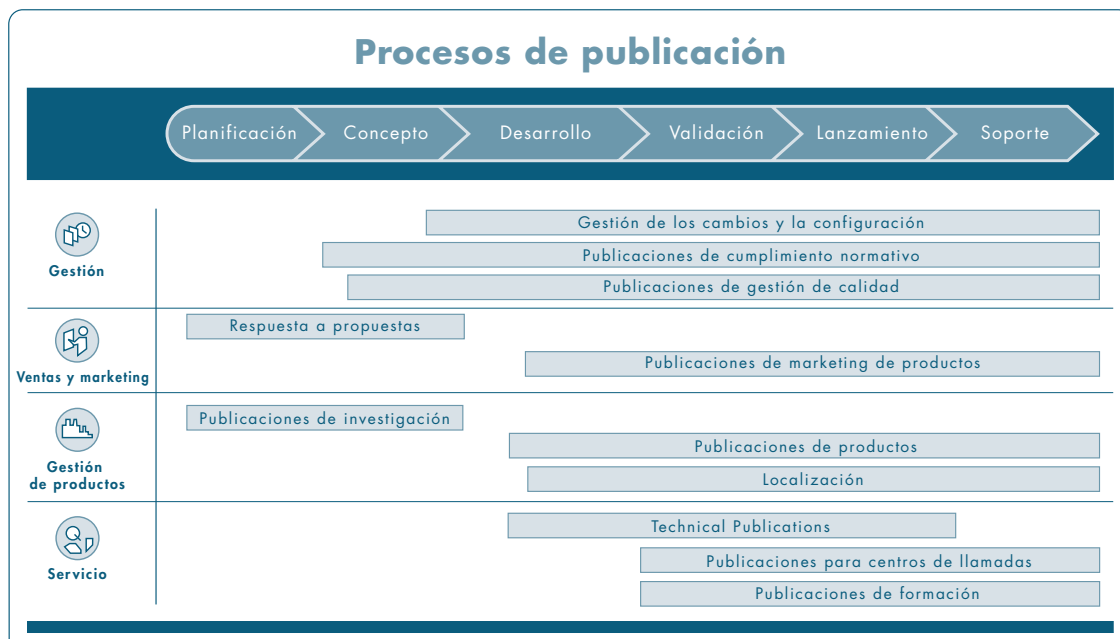 Procesos de publicación
Planificación
Concepto
Desarrollo
Validación
Lanzamiento
Soporte
Gestión
Gestión de los cambios y la configuración
Publicaciones de cumplimiento normativo
Publicaciones de gestión de calidad
Ventas y marketing
Respuesta a propuestas
Publicaciones de marketing de productos
Gestión
de productos
Publicaciones de investigación
Publicaciones de productos
Localización
Servicio
Technical Publications
Publicaciones para centros de llamadas
Publicaciones de formación